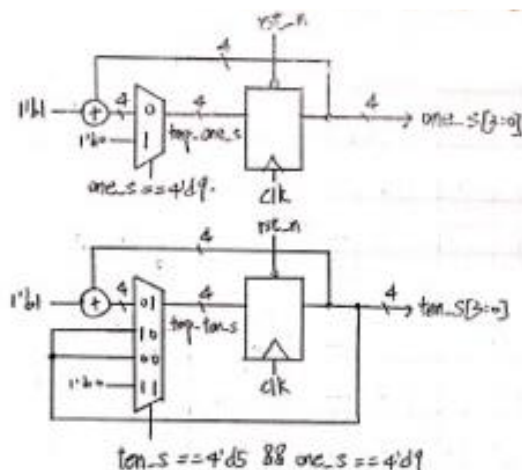 rst_n
4
4
1'b1
+
4
0
4
4
one_s[3:0]
1'b0
1
tmp_one_s
one_s==4'd9.
clk
rst_n
4
4
1'b1
+
4
01
4
4
ten_s[3:0]
10
tmp_ten_s
00
1'b0
11
clk
ten_s==4'd5 && one_s==4'd9